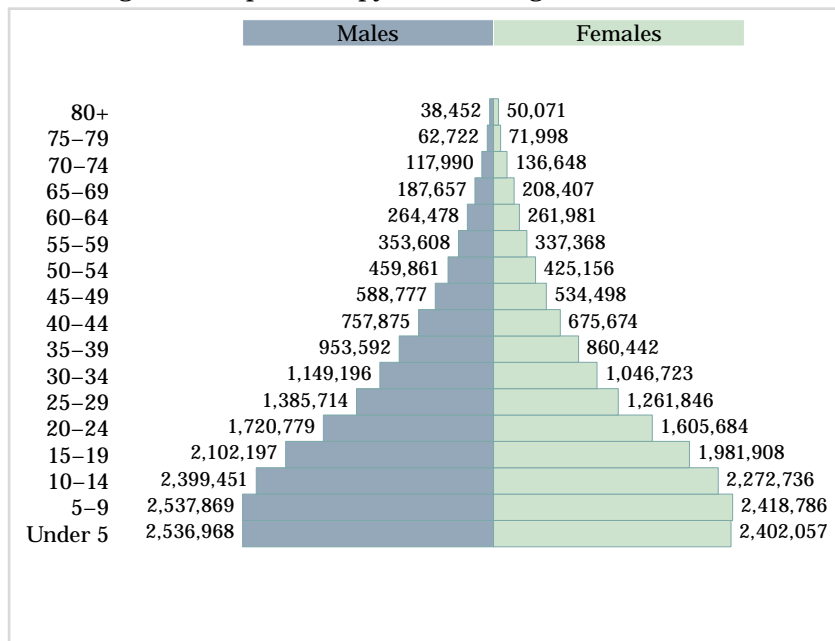 Males Females
80+ 38,452 50,071
75–79 62,722 71,998
70–74 117,990 136,648
65–69 187,657 208,407
60–64 264,478 261,981
55–59 353,608 337,368
50–54 459,861 425,156
45–49 588,777 534,498
40–44 757,875 675,674
35–39 953,592 860,442
30–34 1,149,196 1,046,723
25–29 1,385,714 1,261,846
20–24 1,720,779 1,605,684
15–19 2,102,197 1,981,908
10–14 2,399,451 2,272,736
5–9 2,537,869 2,418,786
Under 5 2,536,968 2,402,057